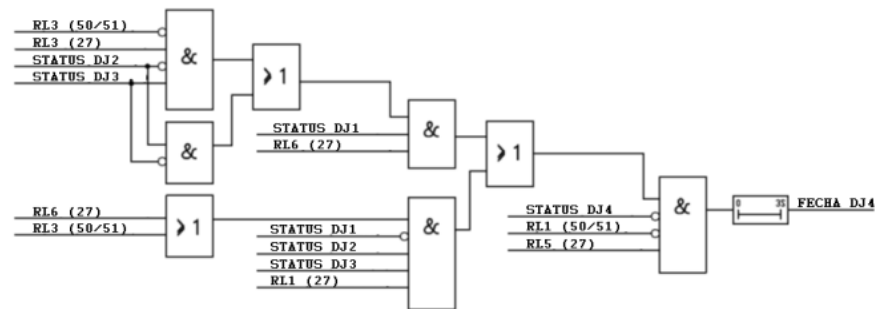 RL3 (50/51)
RL3 (27)
STATUS DJ2
STATUS DJ3
&
> 1
&
STATUS DJ1
RL6 (27)
&
> 1
RL6 (27)
RL3 (50/51)
> 1
STATUS DJ1
STATUS DJ2
STATUS DJ3
RL1 (27)
&
STATUS DJ4
RL1 (50/51)
RL5 (27)
&
0 3S
FECHA DJ4